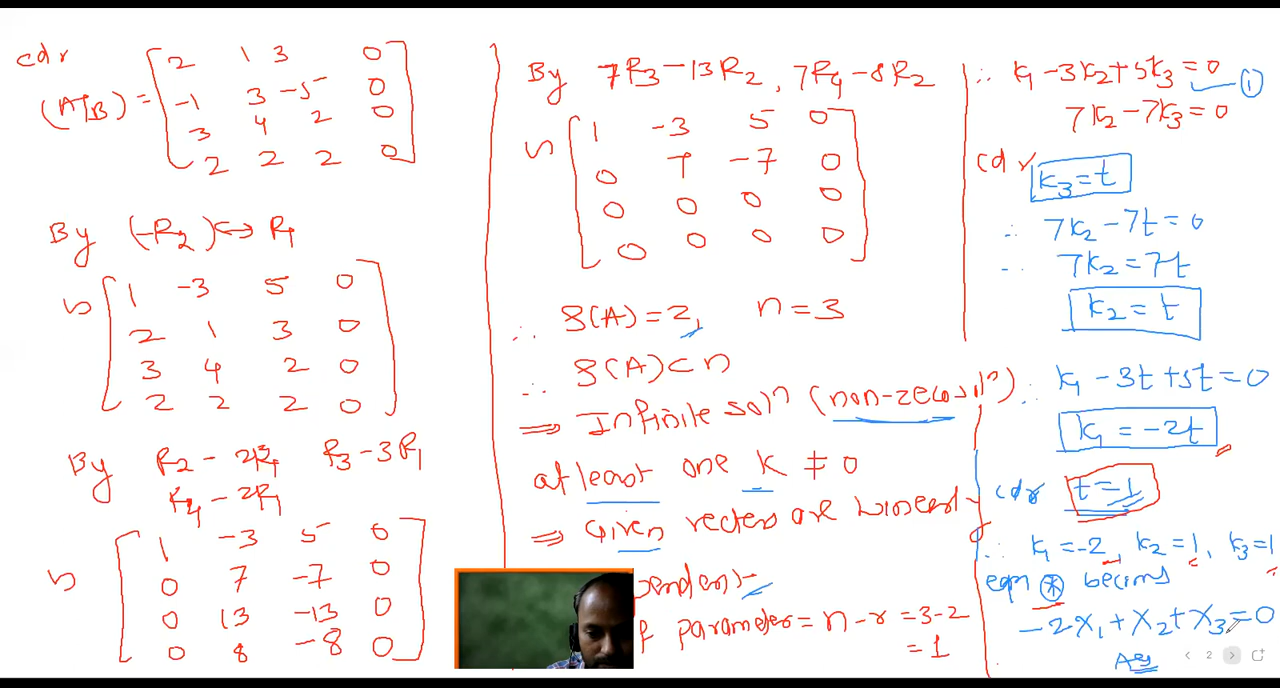 cdr
(A|B) = [ 2 1 3 0
-1 3 -5 0
3 4 2 0
2 2 2 0 ]
By (-R2) ↔ R1
~ [ 1 -3 5 0
2 1 3 0
3 4 2 0
2 2 2 0 ]
By R2 - 2R1 R3 - 3R1
R4 - 2R1
~ [ 1 -3 5 0
0 7 -7 0
0 13 -13 0
0 8 -8 0 ]
By 7R3 - 13R2, 7R4 - 8R2
~ [ 1 -3 5 0
0 7 -7 0
0 0 0 0
0 0 0 0 ]
∴ ρ(A) = 2, n = 3
∴ ρ(A) < n
⇒ Infinite solⁿ (non-zero solⁿ)
at least one k ≠ 0
⇒ Given vectors are Linearly
parameter = n - r = 3 - 2
= 1
∴ k1 - 3k2 + 5k3 = 0 ①
7k2 - 7k3 = 0
cdr
k3 = t
∴ 7k2 - 7t = 0
∴ 7k2 = 7t
k2 = t
∴ k1 - 3t + 5t = 0
k1 = -2t
cdr t = 1
∴ k1 = -2, k2 = 1, k3 = 1
eqn ⊛ becoms
-2x1 + x2 + x3 = 0
Ans
2